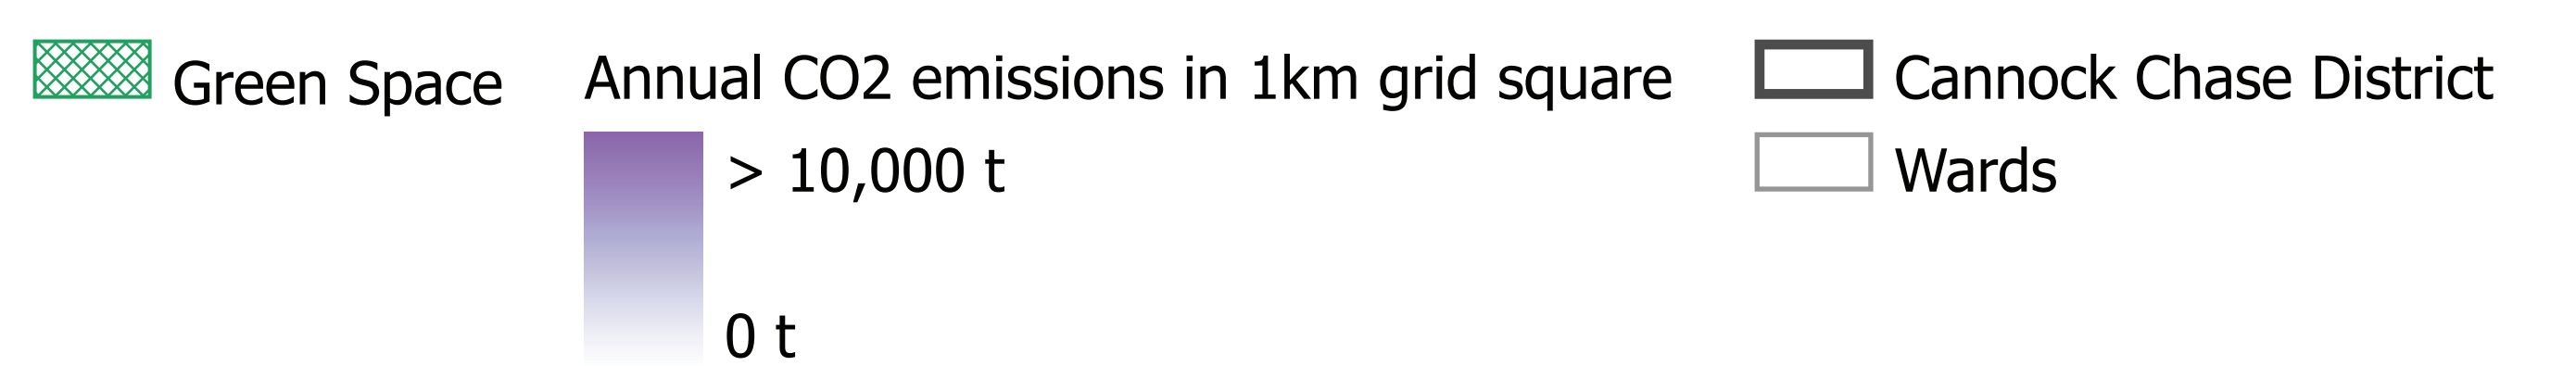 Green Space
Annual CO2 emissions in 1km grid square
> 10,000 t
0 t
Cannock Chase District
Wards